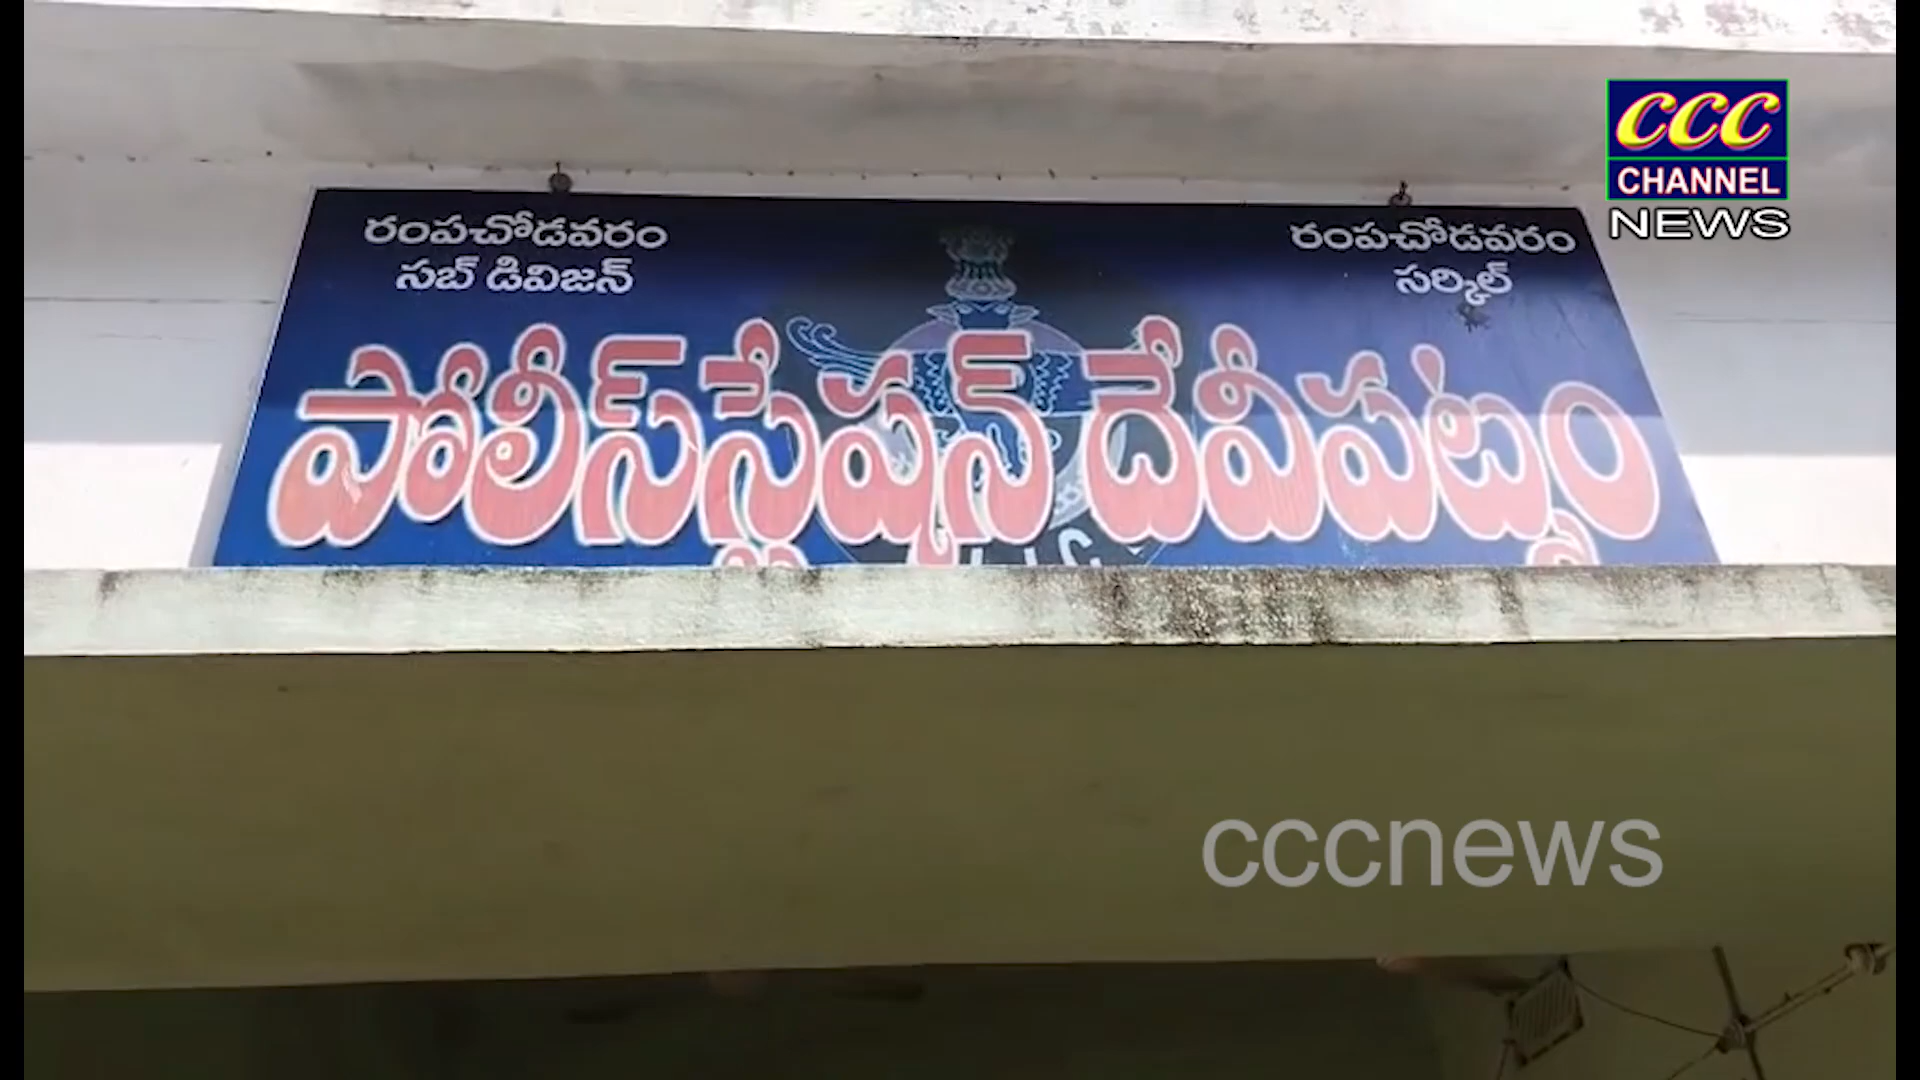 CCC
CHANNEL
NEWS
రంపచోడవరం
సబ్ డివిజన్
రంపచోడవరం
సర్కిల్
పోలీస్‌స్టేషన్ దేవీపట్నం
cccnews